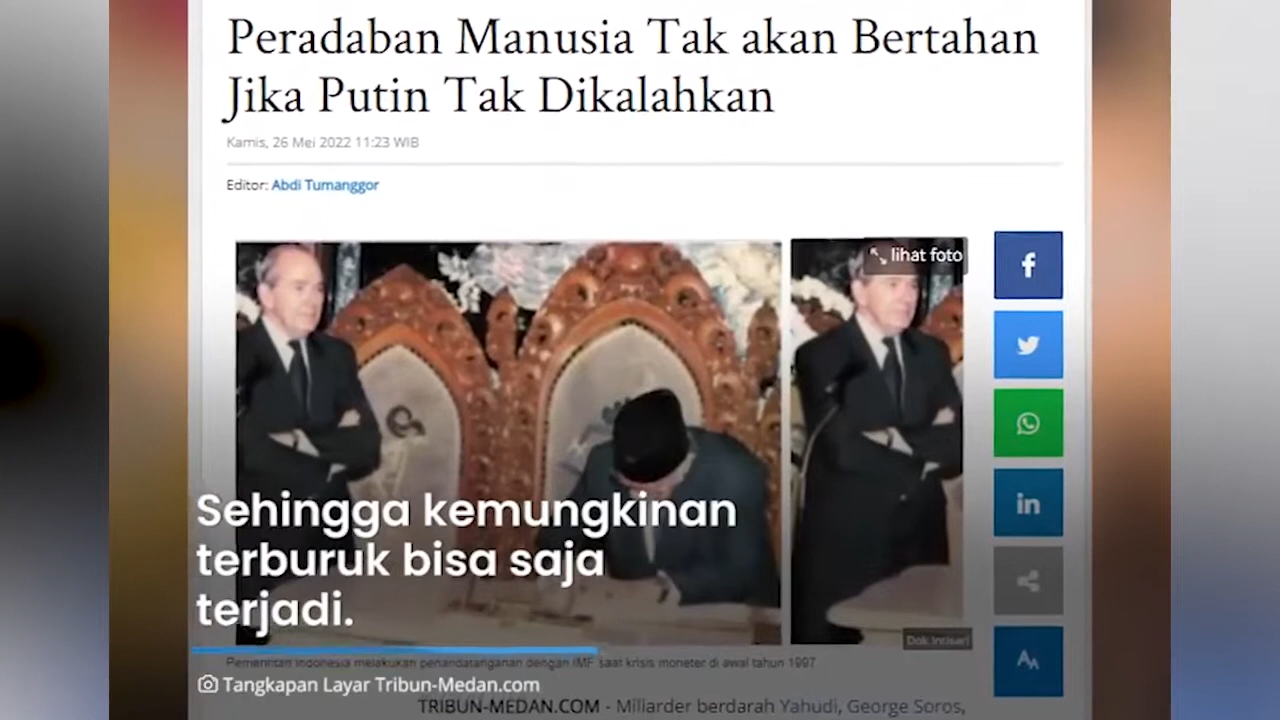 Peradaban Manusia Tak akan Bertahan
Jika Putin Tak Dikalahkan
Kamis, 26 Mei 2022 11:23 WIB
Editor: Abdi Tumanggor
lihat foto
Sehingga kemungkinan
terburuk bisa saja
terjadi.
Dok Intisari
Pemerintah Indonesia melakukan penandatanganan dengan IMF saat krisis moneter di awal tahun 1997
Tangkapan Layar Tribun-Medan.com
TRIBUN-MEDAN.COM - Miliarder berdarah Yahudi, George Soros,